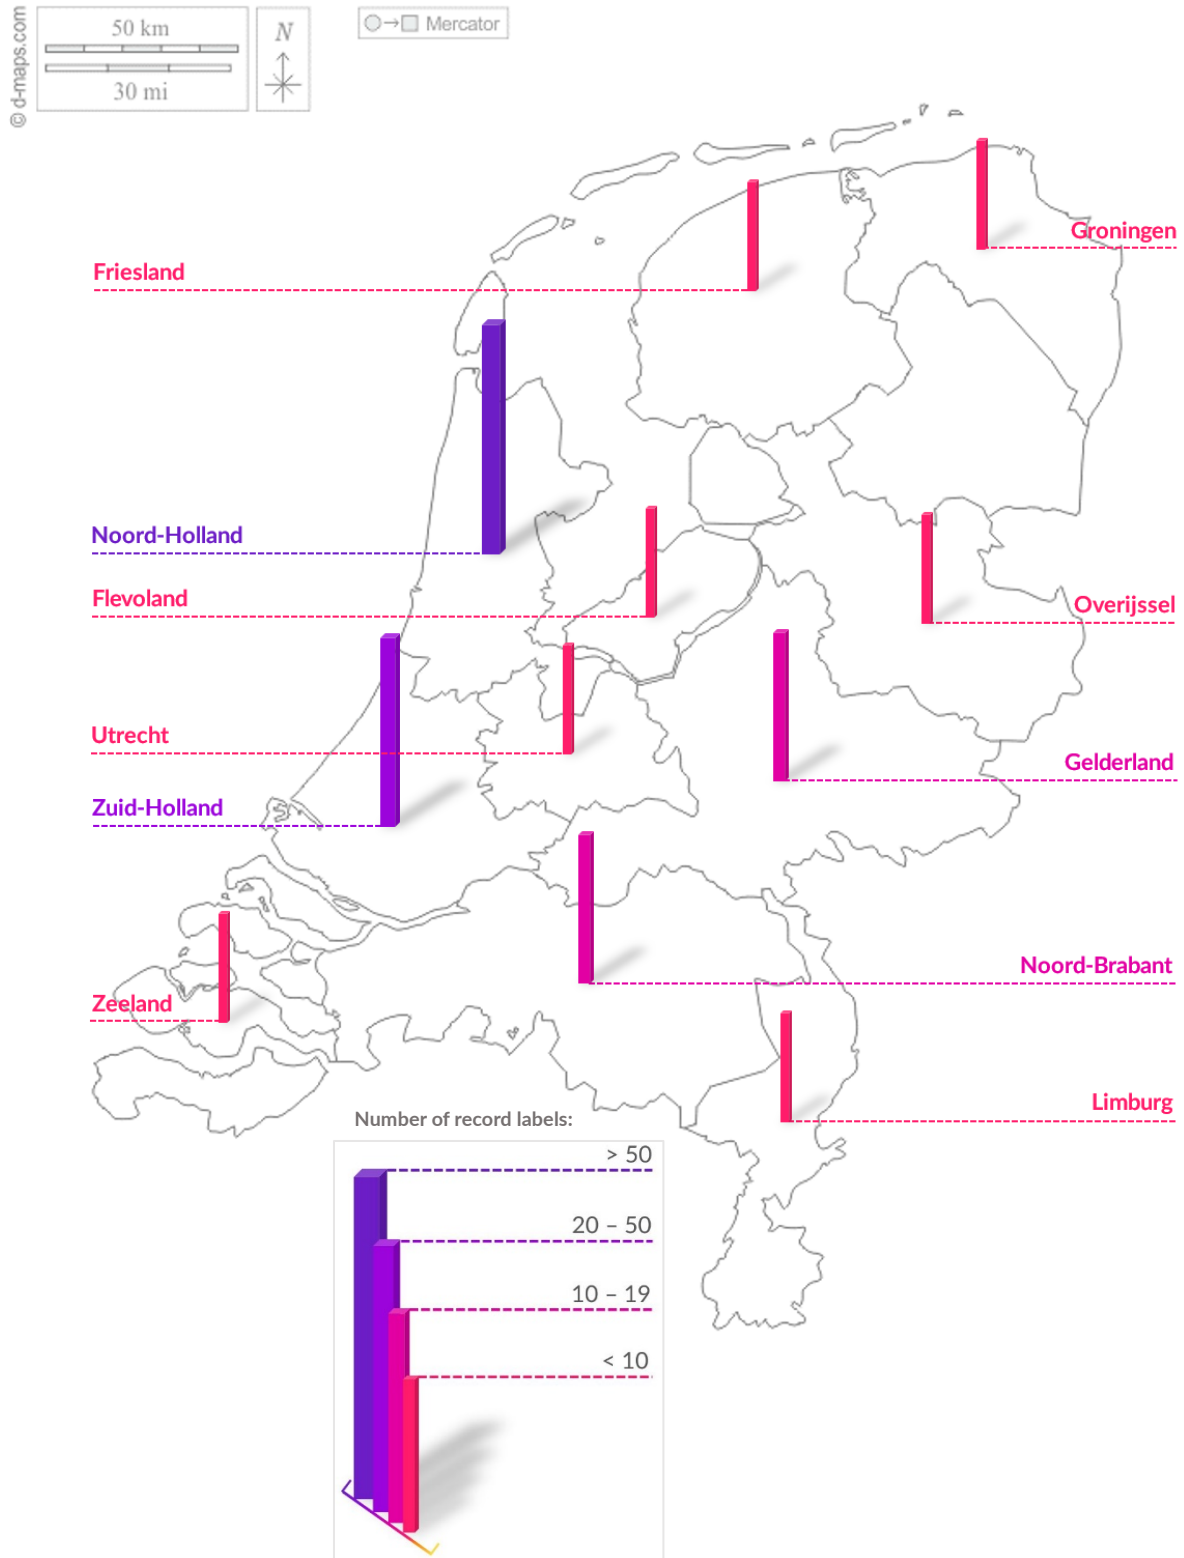 © d-maps.com
50 km
30 mi
N
Mercator
Groningen
Friesland
Noord-Holland
Flevoland
Overijssel
Utrecht
Gelderland
Zuid-Holland
Noord-Brabant
Zeeland
Limburg
Number of record labels:
> 50
20 – 50
10 – 19
< 10